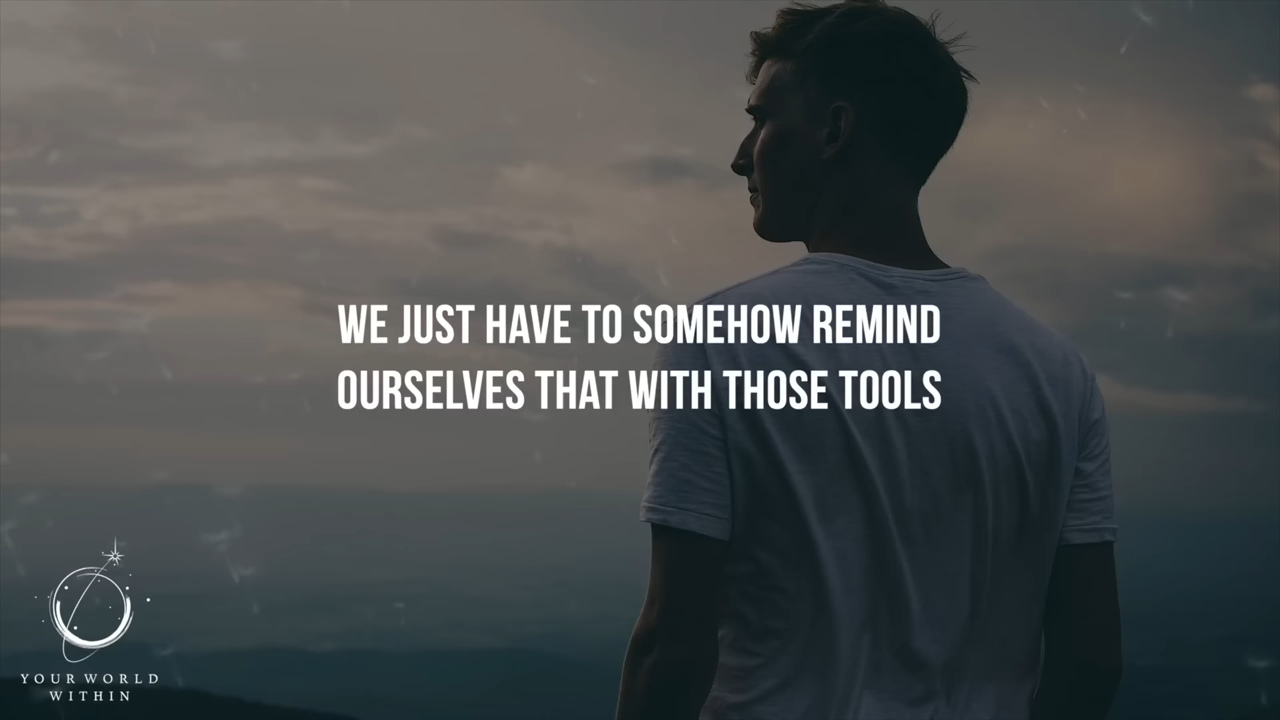 WE JUST HAVE TO SOMEHOW REMIND
OURSELVES THAT WITH THOSE TOOLS
YOUR WORLD
WITHIN